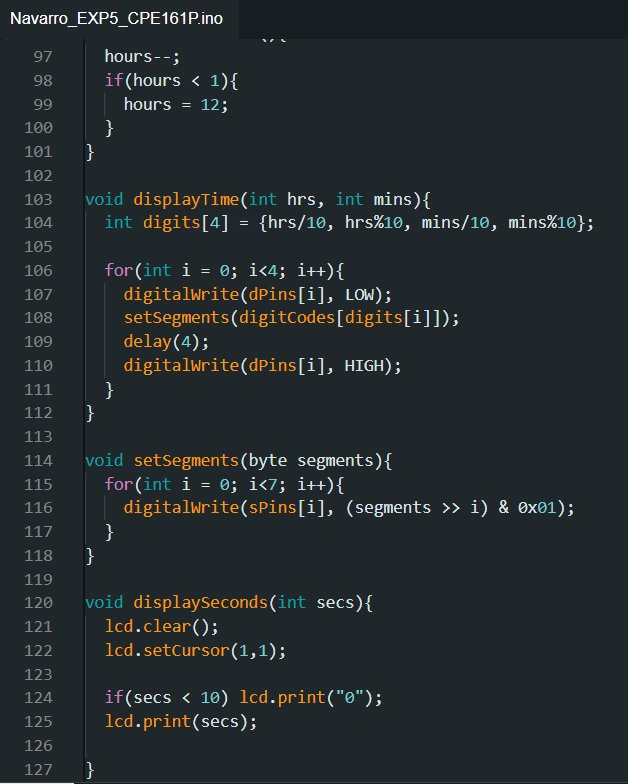 Navarro_EXP5_CPE161P.ino
97 hours--;
98 if(hours < 1){
99 hours = 12;
100 }
101 }
102
103 void displayTime(int hrs, int mins){
104 int digits[4] = {hrs/10, hrs%10, mins/10, mins%10};
105
106 for(int i = 0; i<4; i++){
107 digitalWrite(dPins[i], LOW);
108 setSegments(digitCodes[digits[i]]);
109 delay(4);
110 digitalWrite(dPins[i], HIGH);
111 }
112 }
113
114 void setSegments(byte segments){
115 for(int i = 0; i<7; i++){
116 digitalWrite(sPins[i], (segments >> i) & 0x01);
117 }
118 }
119
120 void displaySeconds(int secs){
121 lcd.clear();
122 lcd.setCursor(1,1);
123
124 if(secs < 10) lcd.print("0");
125 lcd.print(secs);
126
127 }